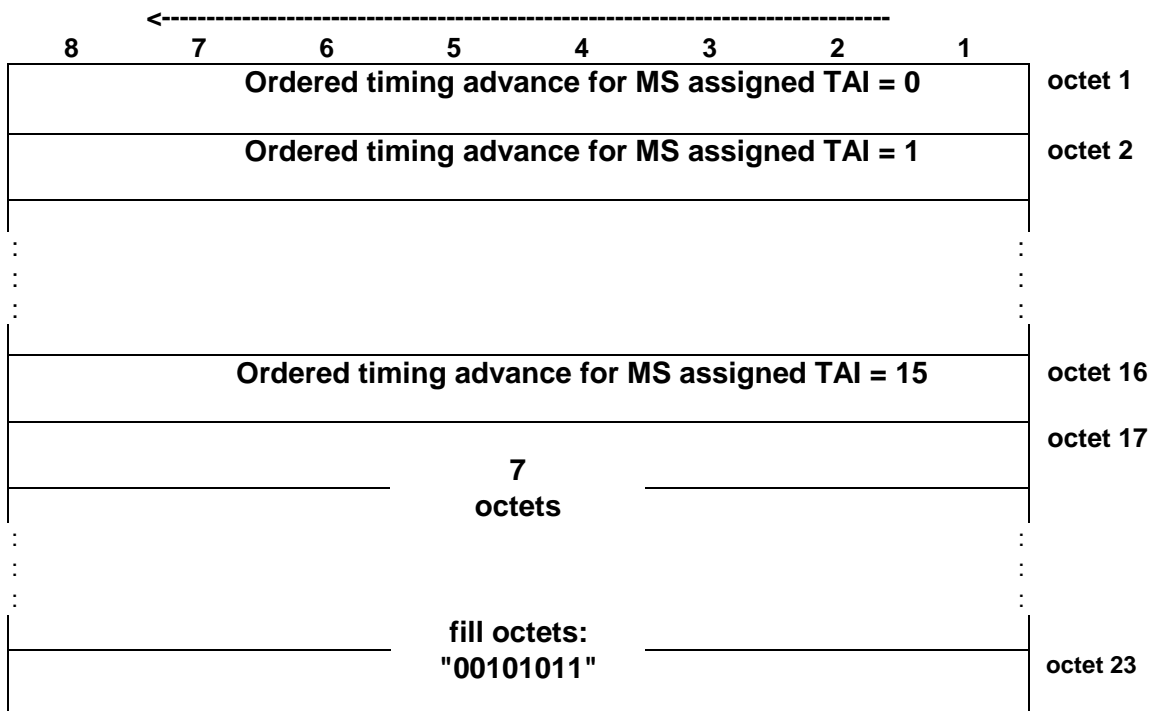 <---------------------------------------------------------------------------------
8 7 6 5 4 3 2 1
Ordered timing advance for MS assigned TAI = 0 octet 1
Ordered timing advance for MS assigned TAI = 1 octet 2
: :
: :
: :
Ordered timing advance for MS assigned TAI = 15 octet 16
octet 17
7
octets
: :
: :
: :
fill octets:
"00101011" octet 23